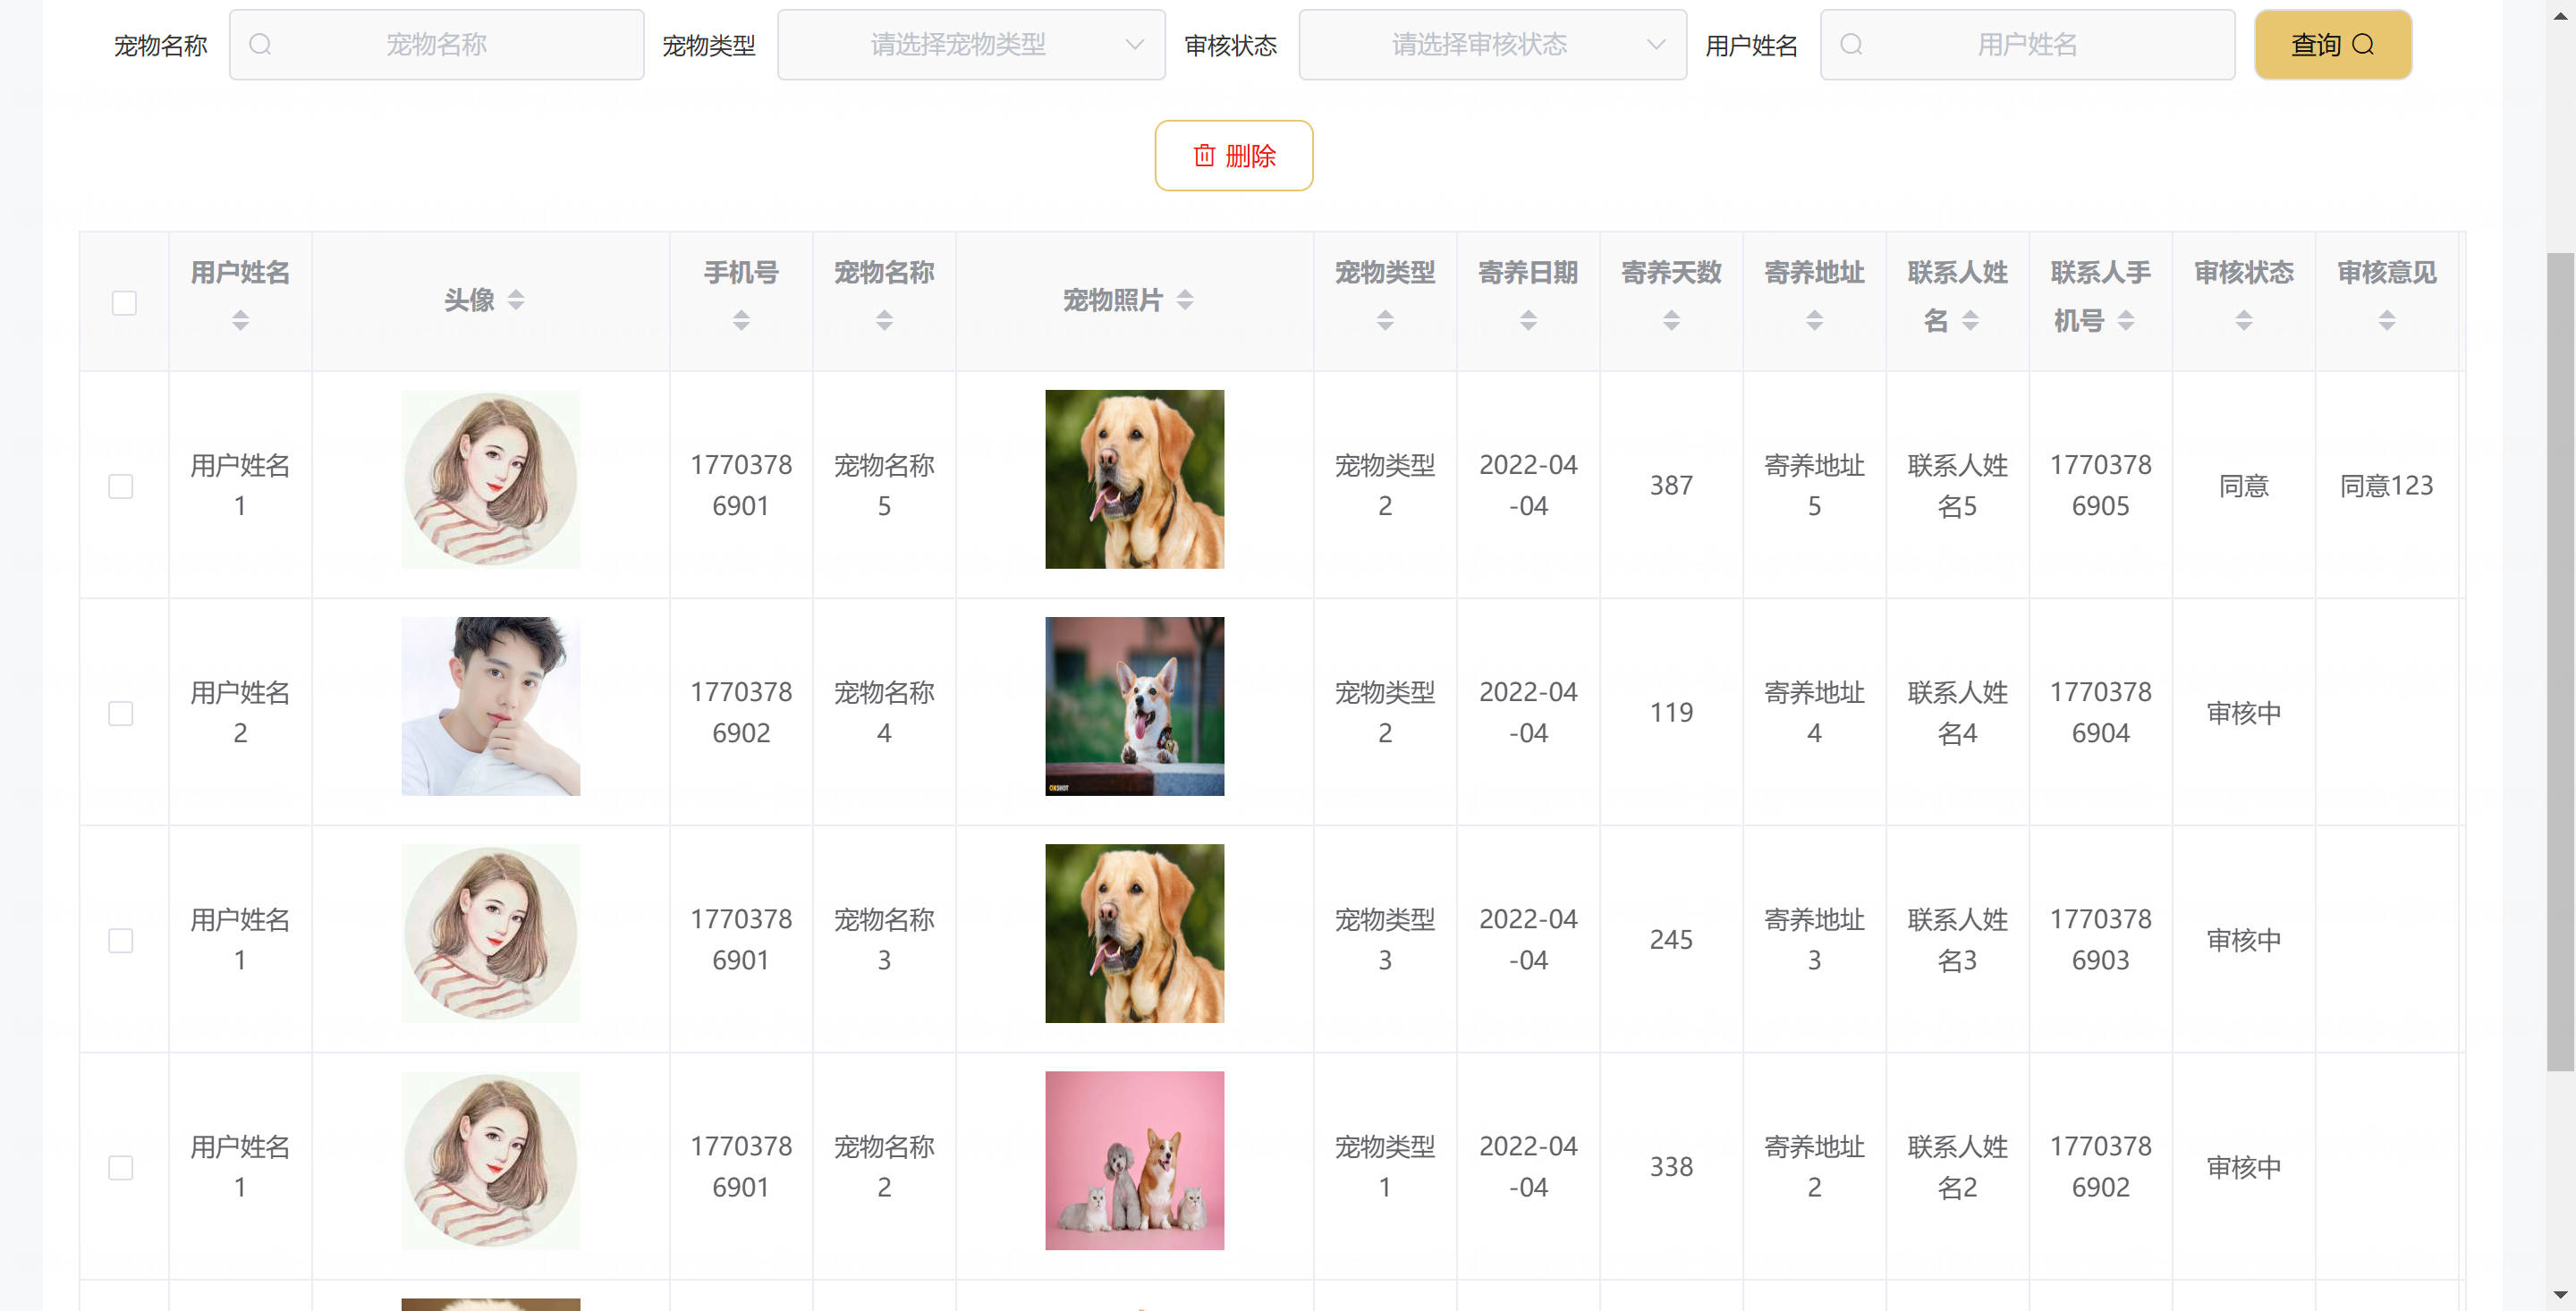 宠物名称 宠物名称 宠物类型 请选择宠物类型 审核状态 请选择审核状态 用户姓名 用户姓名 查询
删除
用户姓名 头像 手机号 宠物名称 宠物照片 宠物类型 寄养日期 寄养天数 寄养地址 联系人姓名 联系人手机号 审核状态 审核意见
用户姓名1 17703786901 宠物名称5 宠物类型2 2022-04-04 387 寄养地址5 联系人姓名5 17703786905 同意 同意123
用户姓名2 17703786902 宠物名称4 OKSHOT 宠物类型2 2022-04-04 119 寄养地址4 联系人姓名4 17703786904 审核中
用户姓名1 17703786901 宠物名称3 宠物类型3 2022-04-04 245 寄养地址3 联系人姓名3 17703786903 审核中
用户姓名1 17703786901 宠物名称2 宠物类型1 2022-04-04 338 寄养地址2 联系人姓名2 17703786902 审核中